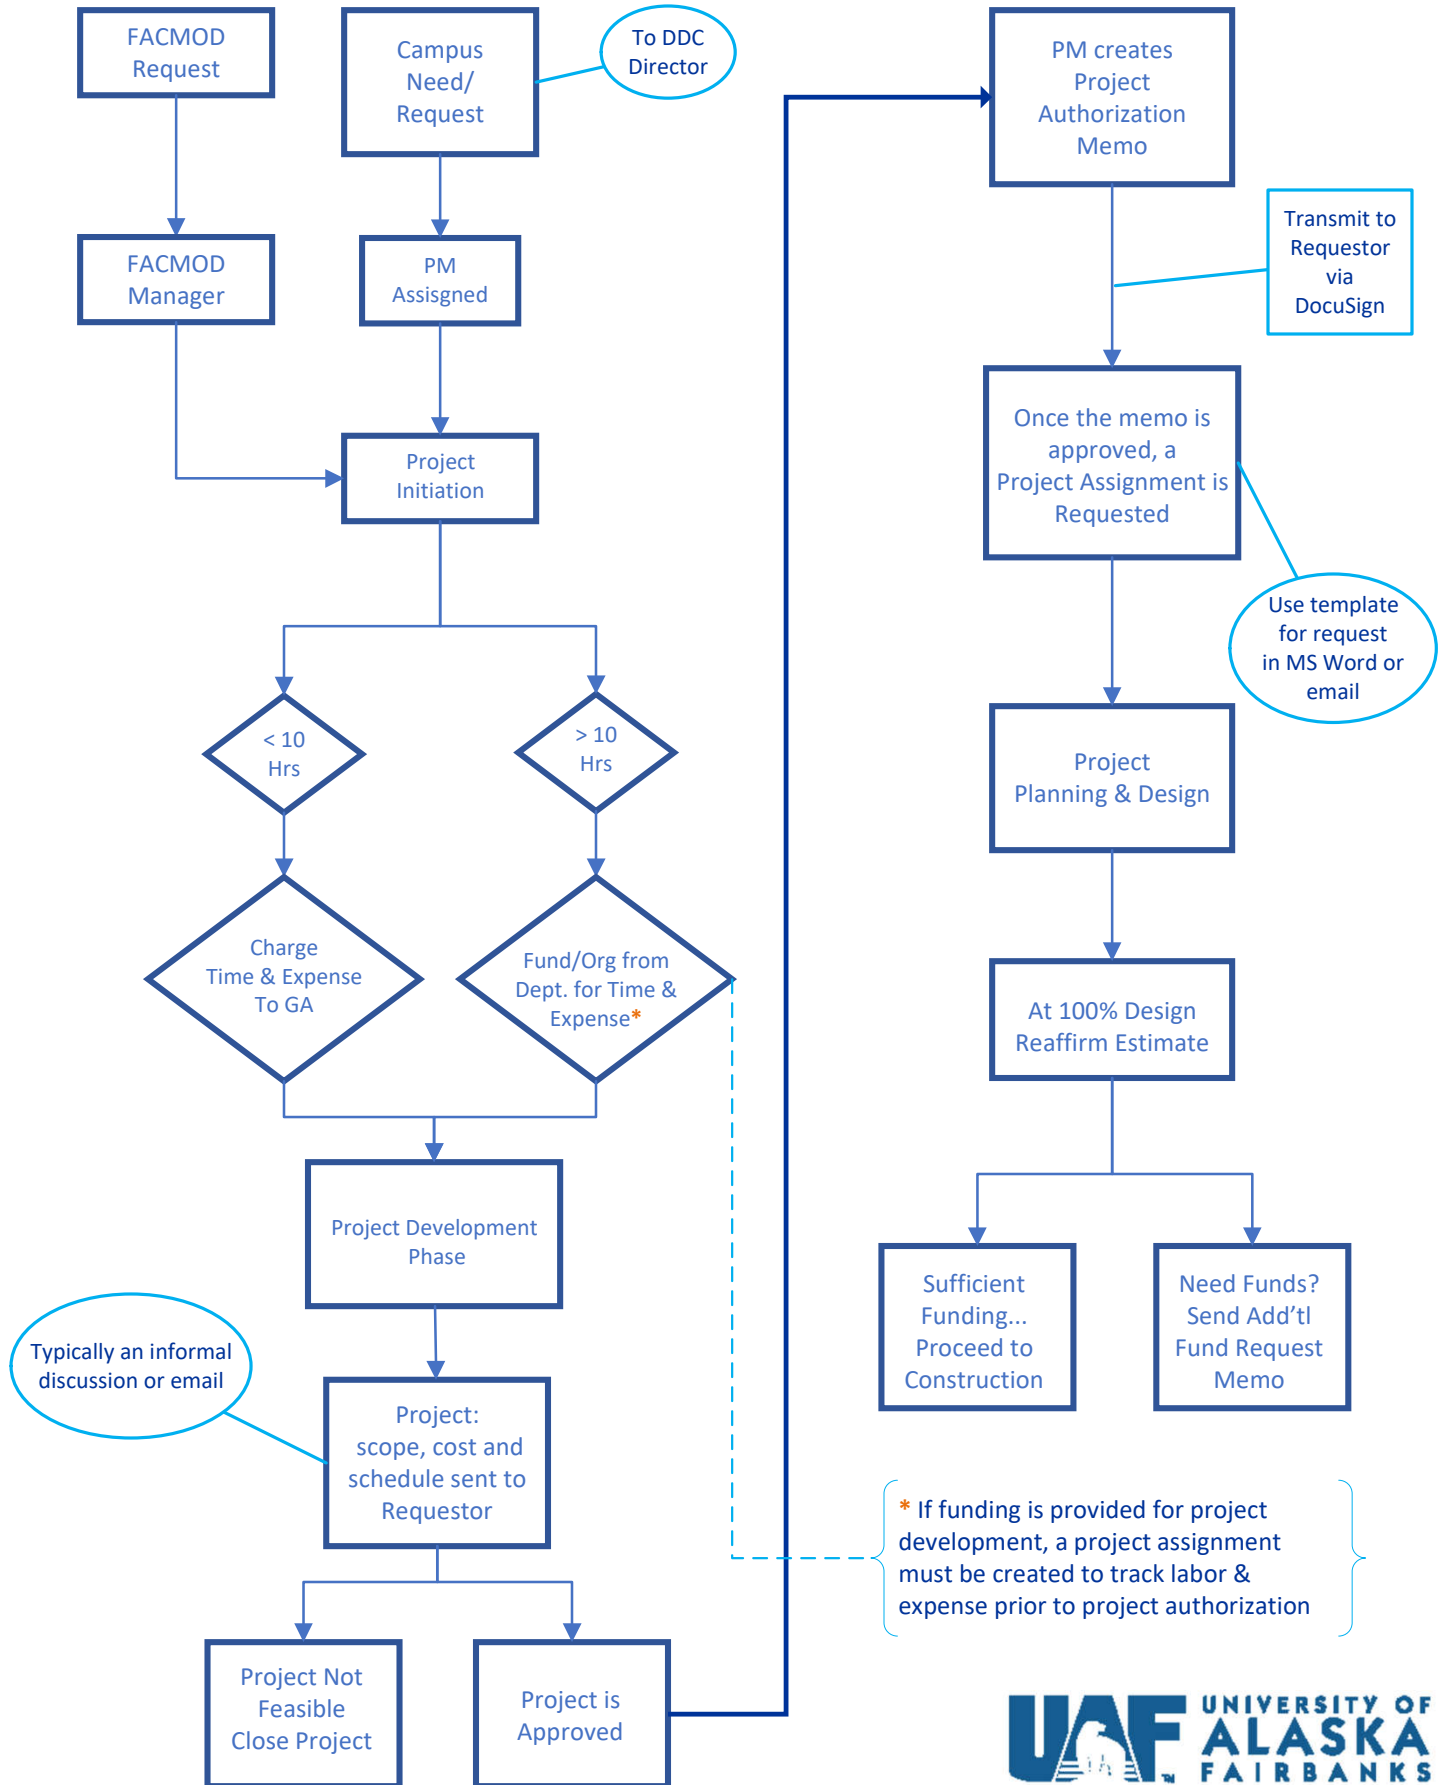 FACMOD
Request
Campus
Need/
Request
To DDC
Director
FACMOD
Manager
PM
Assisgned
Project
Initiation
< 10
Hrs
> 10
Hrs
Charge
Time & Expense
To GA
Fund/Org from
Dept. for Time &
Expense*
Project Development
Phase
Typically an informal
discussion or email
Project:
scope, cost and
schedule sent to
Requestor
Project Not
Feasible
Close Project
Project is
Approved
PM creates
Project
Authorization
Memo
Transmit to
Requestor
via
DocuSign
Once the memo is
approved, a
Project Assignment is
Requested
Use template
for request
in MS Word or
email
Project
Planning & Design
At 100% Design
Reaffirm Estimate
Sufficient
Funding...
Proceed to
Construction
Need Funds?
Send Add'tl
Fund Request
Memo
* If funding is provided for project
development, a project assignment
must be created to track labor &
expense prior to project authorization
UAF
TM
UNIVERSITY OF
ALASKA
FAIRBANKS